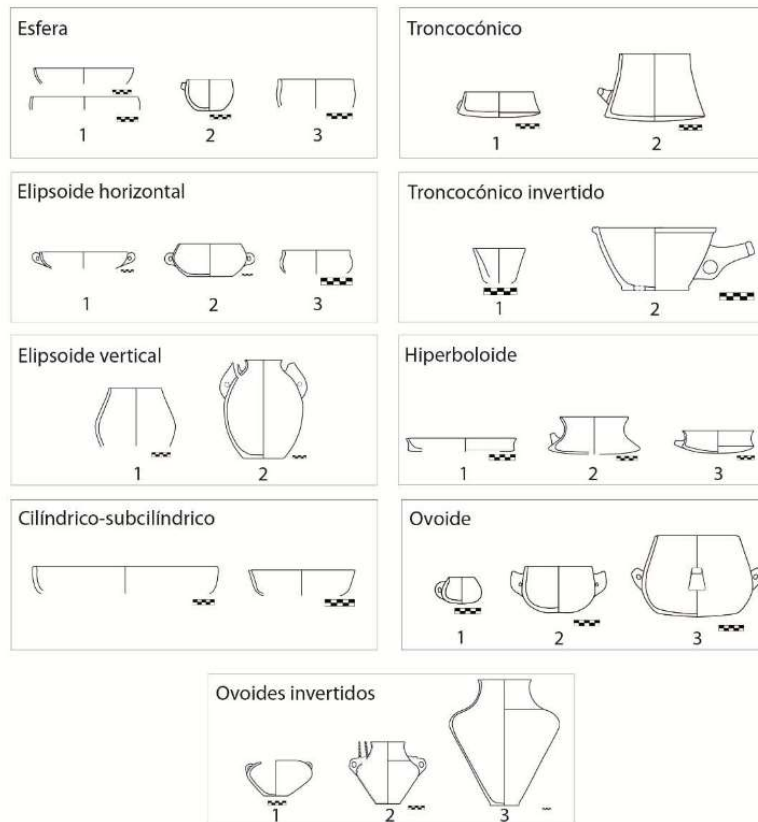 Esfera
1 2 3
Troncocónico
1 2
Elipsoide horizontal
1 2 3
Troncocónico invertido
1 2
Elipsoide vertical
1 2
Hiperboloide
1 2 3
Cilíndrico-subcilíndrico
Ovoide
1 2 3
Ovoides invertidos
1 2 3